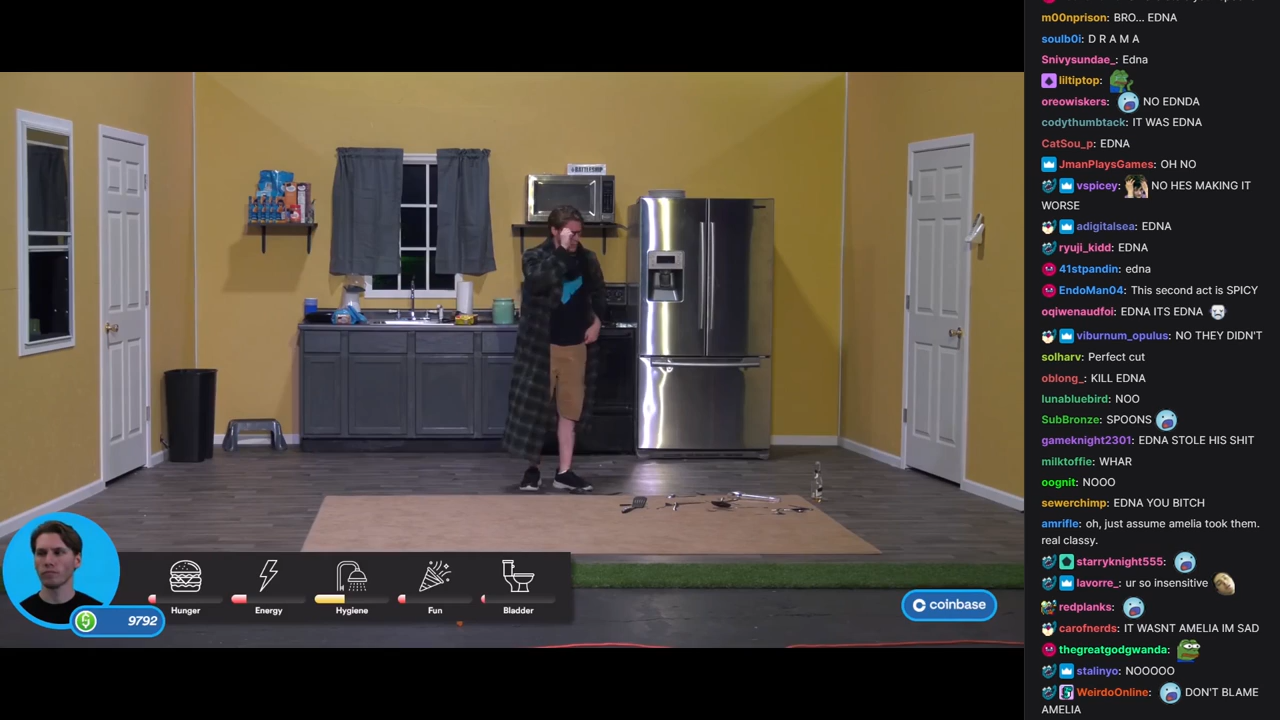 BATTLESHIP
Hunger
Energy
Hygiene
Fun
Bladder
9792
coinbase
m00nprison: BRO... EDNA
soulb0i: D R A M A
Snivysundae_: Edna
liltiptop:
oreowiskers: NO EDNDA
codythumbtack: IT WAS EDNA
CatSou_p: EDNA
JmanPlaysGames: OH NO
vspicey: NO HES MAKING IT
WORSE
adigitalsea: EDNA
ryuji_kidd: EDNA
41stpandin: edna
EndoMan04: This second act is SPICY
oqiwenaudfoi: EDNA ITS EDNA
viburnum_opulus: NO THEY DIDN'T
solharv: Perfect cut
oblong_: KILL EDNA
lunabluebird: NOO
SubBronze: SPOONS
gameknight2301: EDNA STOLE HIS SHIT
milktoffie: WHAR
oognit: NOOO
sewerchimp: EDNA YOU BITCH
amrifle: oh, just assume amelia took them.
real classy.
starryknight555:
lavorre_: ur so insensitive
redplanks:
carofnerds: IT WASNT AMELIA IM SAD
thegreatgodgwanda:
stalinyo: NOOOOO
WeirdoOnline: DON'T BLAME
AMELIA